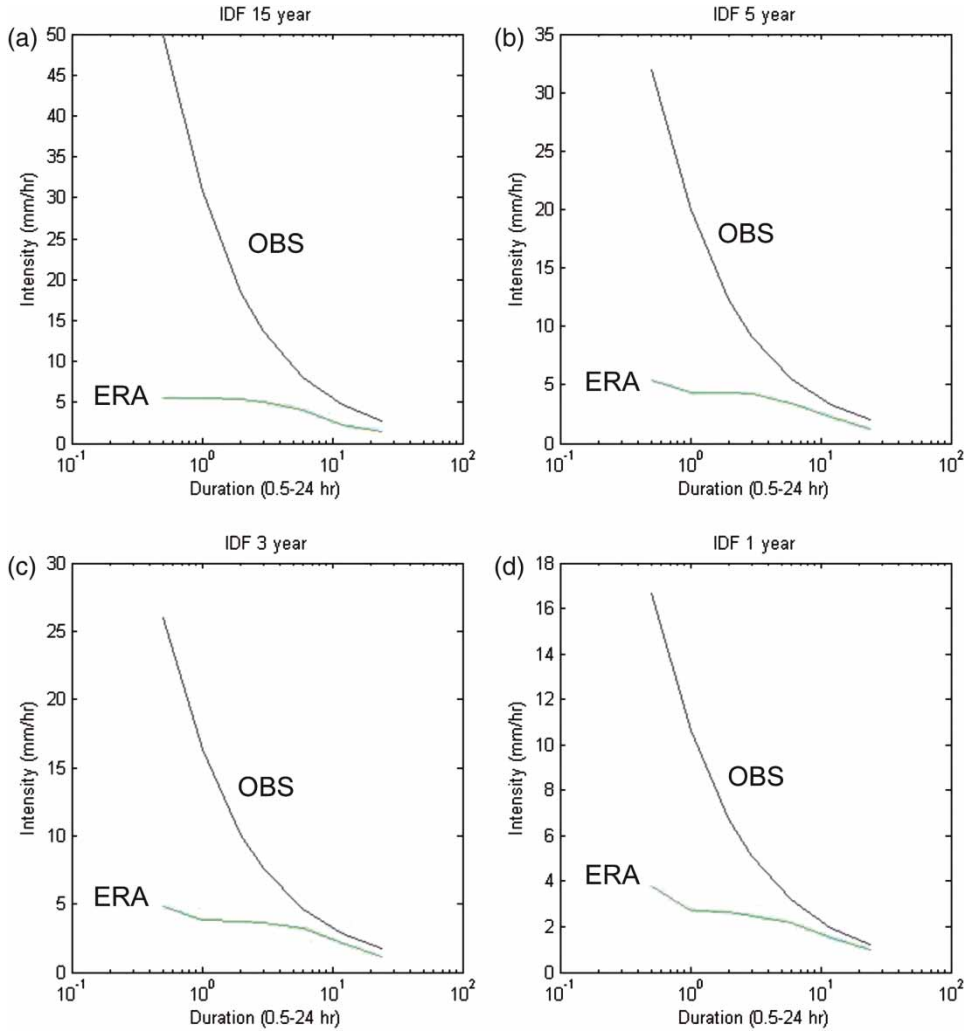 (a)
IDF 15 year
50
45
40
35
30
25
20
15
10
5
0
Intensity (mm/hr)
OBS
ERA
10^-1
10^0
10^1
10^2
Duration (0.5-24 hr)
(b)
IDF 5 year
35
30
25
20
15
10
5
0
Intensity (mm/hr)
OBS
ERA
10^-1
10^0
10^1
10^2
Duration (0.5-24 hr)
(c)
IDF 3 year
30
25
20
15
10
5
0
Intensity (mm/hr)
OBS
ERA
10^-1
10^0
10^1
10^2
Duration (0.5-24 hr)
(d)
IDF 1 year
18
16
14
12
10
8
6
4
2
0
Intensity (mm/hr)
OBS
ERA
10^-1
10^0
10^1
10^2
Duration (0.5-24 hr)